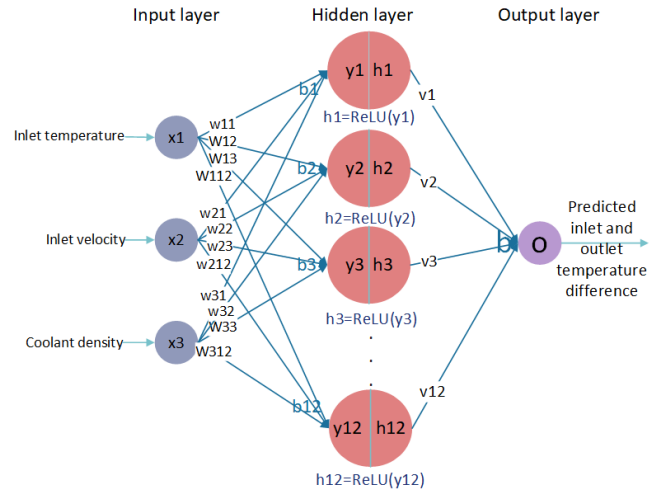 Input layer
Hidden layer
Output layer
Inlet temperature
Inlet velocity
Coolant density
x1
x2
x3
w11
W12
W13
W112
w21
w22
w23
w212
w31
w32
W33
W312
b1
b2
b3
b12
y1 h1
h1=ReLU(y1)
y2 h2
h2=ReLU(y2)
y3 h3
h3=ReLU(y3)
.
.
.
y12 h12
h12=ReLU(y12)
v1
v2
v3
v12
b
o
Predicted
inlet and
outlet
temperature
difference